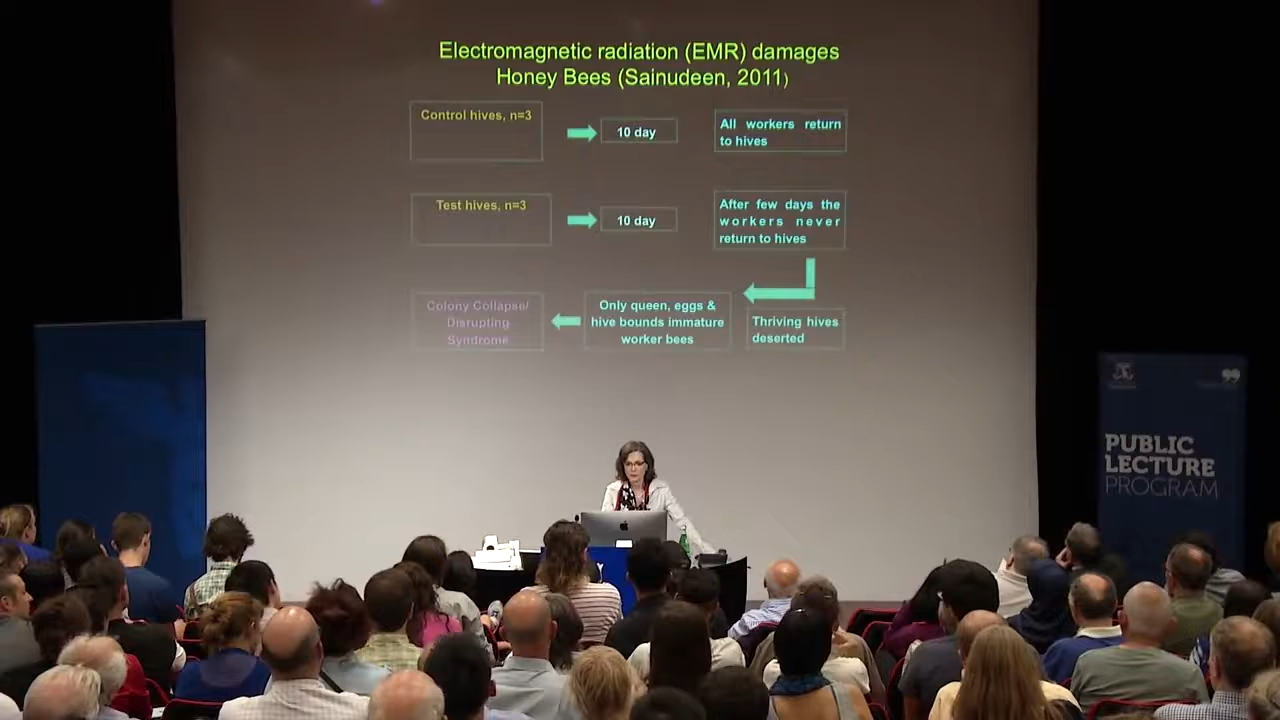 Electromagnetic radiation (EMR) damages
Honey Bees (Sainudeen, 2011)
Control hives, n=3
10 day
All workers return
to hives
Test hives, n=3
10 day
After few days the
workers never
return to hives
Colony Collapse/
Disrupting
Syndrome
Only queen, eggs &
hive bounds immature
worker bees
Thriving hives
deserted
PUBLIC
LECTURE
PROGRAM